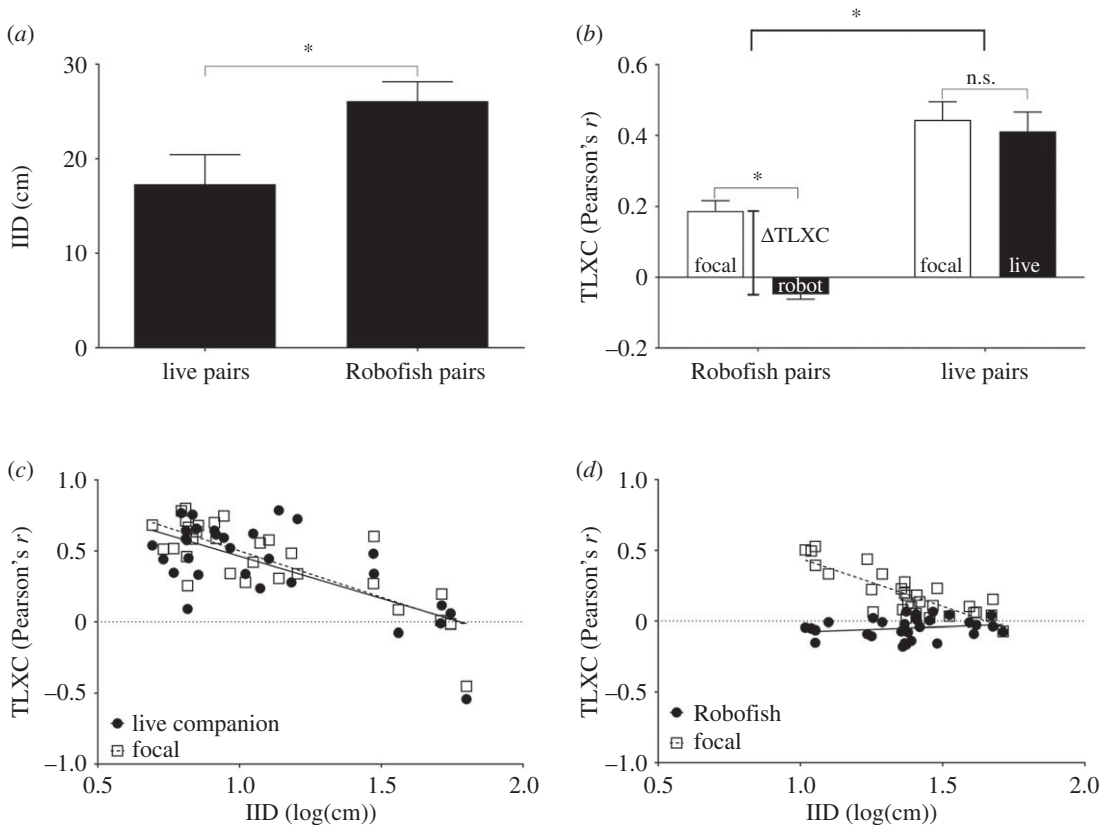 (a)
*
30
20
10
0
IID (cm)
live pairs
Robofish pairs
(b)
*
n.s.
*
0.6
0.4
0.2
0
−0.2
TLXC (Pearson's r)
ΔTLXC
focal
robot
focal
live
Robofish pairs
live pairs
(c)
1.0
0.5
0
−0.5
−1.0
TLXC (Pearson's r)
live companion
focal
0.5
1.0
1.5
2.0
IID (log(cm))
(d)
1.0
0.5
0
−0.5
−1.0
TLXC (Pearson's r)
Robofish
focal
0.5
1.0
1.5
2.0
IID (log(cm))